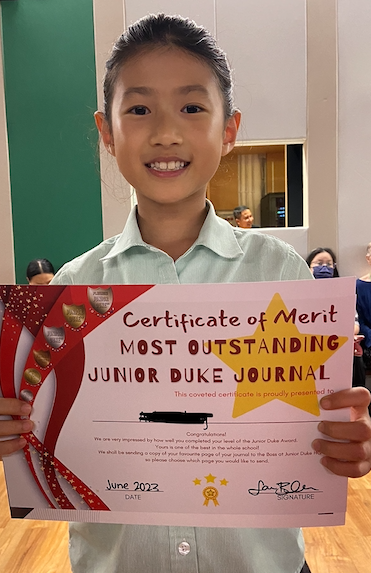 Certificate of Merit
MOST OUTSTANDING
JUNIOR DUKE JOURNAL
This coveted certificate is proudly presented to
Congratulations!
We are very impressed by how well you completed your level of the Junior Duke Award.
Yours is one of the best in the whole school!
We shall be sending a copy of your favourite page of your journal to the Boss at Junior Duke
so please choose which page you would like to send.
June 2023
DATE
SIGNATURE